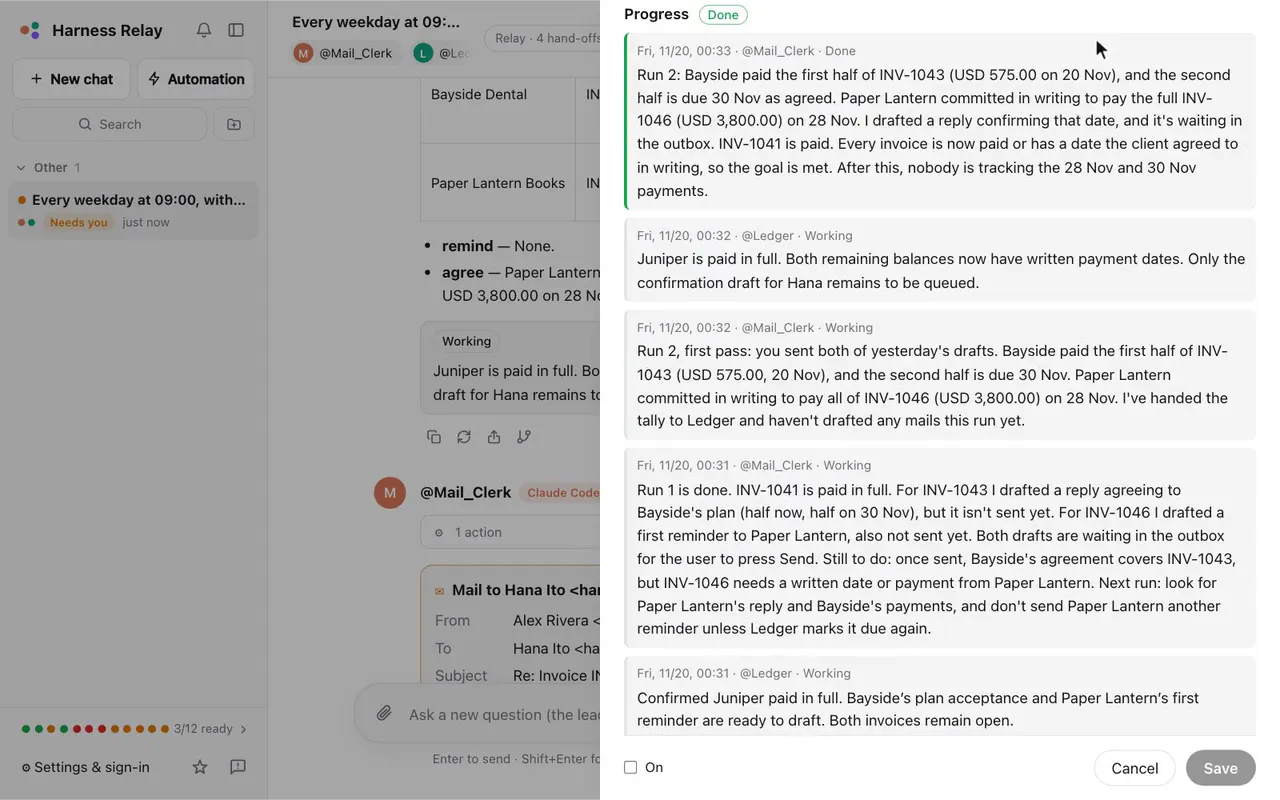 Harness Relay
New chat
Automation
Search
Other 1
Every weekday at 09:00, with...
Needs you just now
3/12 ready
Settings & sign-in
Every weekday at 09:...
M @Mail_Clerk L @Lec
Relay · 4 hand-offs
Bayside Dental IN
Paper Lantern Books IN
• remind — None.
• agree — Paper Lantern
USD 3,800.00 on 28 No
Working
Juniper is paid in full. Bo
draft for Hana remains to
M @Mail_Clerk Claude Code
1 action
Mail to Hana Ito <har
From Alex Rivera <
To Hana Ito <ha
Subject Re: Invoice IN
Ask a new question (the lead
Enter to send · Shift+Enter fo
Progress Done
Fri, 11/20, 00:33 · @Mail_Clerk · Done
Run 2: Bayside paid the first half of INV-1043 (USD 575.00 on 20 Nov), and the second
half is due 30 Nov as agreed. Paper Lantern committed in writing to pay the full INV-
1046 (USD 3,800.00) on 28 Nov. I drafted a reply confirming that date, and it's waiting in
the outbox. INV-1041 is paid. Every invoice is now paid or has a date the client agreed to
in writing, so the goal is met. After this, nobody is tracking the 28 Nov and 30 Nov
payments.
Fri, 11/20, 00:32 · @Ledger · Working
Juniper is paid in full. Both remaining balances now have written payment dates. Only the
confirmation draft for Hana remains to be queued.
Fri, 11/20, 00:32 · @Mail_Clerk · Working
Run 2, first pass: you sent both of yesterday's drafts. Bayside paid the first half of INV-
1043 (USD 575.00, 20 Nov), and the second half is due 30 Nov. Paper Lantern
committed in writing to pay all of INV-1046 (USD 3,800.00) on 28 Nov. I've handed the
tally to Ledger and haven't drafted any mails this run yet.
Fri, 11/20, 00:31 · @Mail_Clerk · Working
Run 1 is done. INV-1041 is paid in full. For INV-1043 I drafted a reply agreeing to
Bayside's plan (half now, half on 30 Nov), but it isn't sent yet. For INV-1046 I drafted a
first reminder to Paper Lantern, also not sent yet. Both drafts are waiting in the outbox
for the user to press Send. Still to do: once sent, Bayside's agreement covers INV-1043,
but INV-1046 needs a written date or payment from Paper Lantern. Next run: look for
Paper Lantern's reply and Bayside's payments, and don't send Paper Lantern another
reminder unless Ledger marks it due again.
Fri, 11/20, 00:31 · @Ledger · Working
Confirmed Juniper paid in full. Bayside’s plan acceptance and Paper Lantern’s first
reminder are ready to draft. Both invoices remain open.
On
Cancel
Save